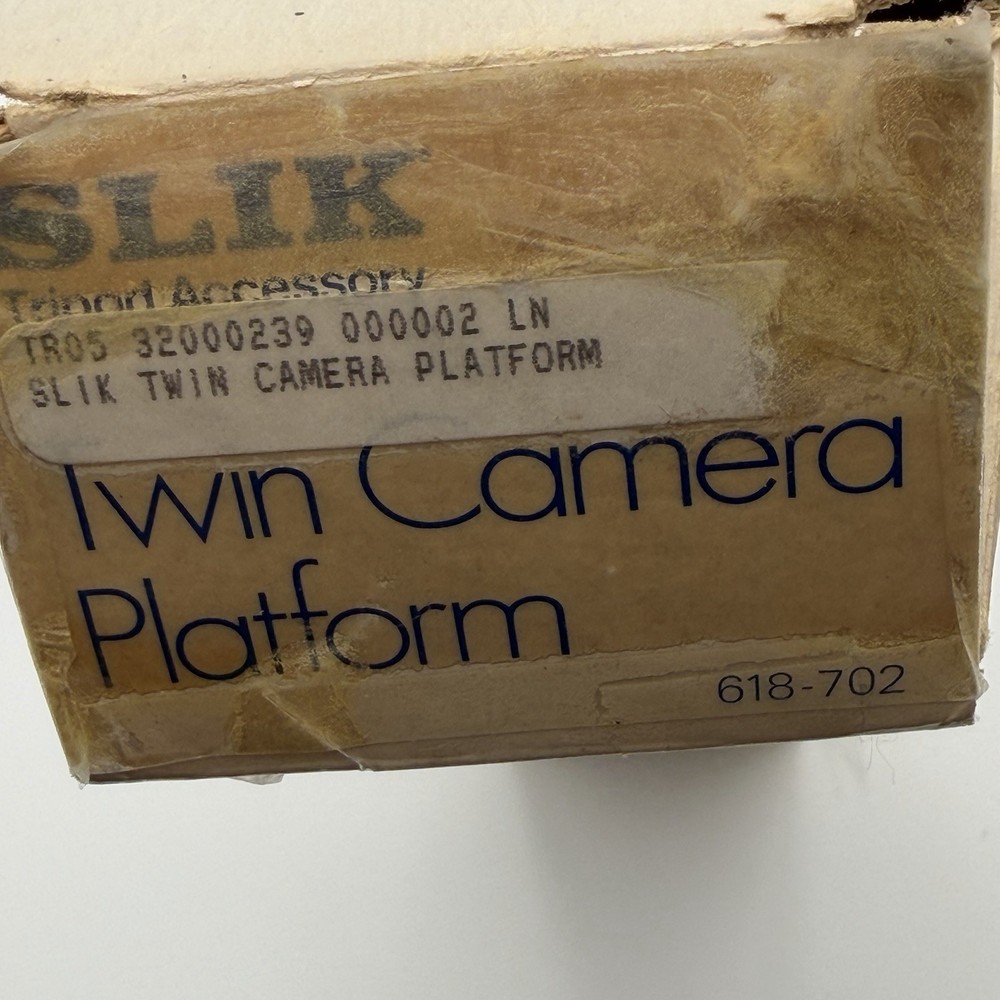 SLIK
Tripod Accessory
TR05 32000239 000002 LN
SLIK TWIN CAMERA PLATFORM
Twin Camera
Platform
618-702